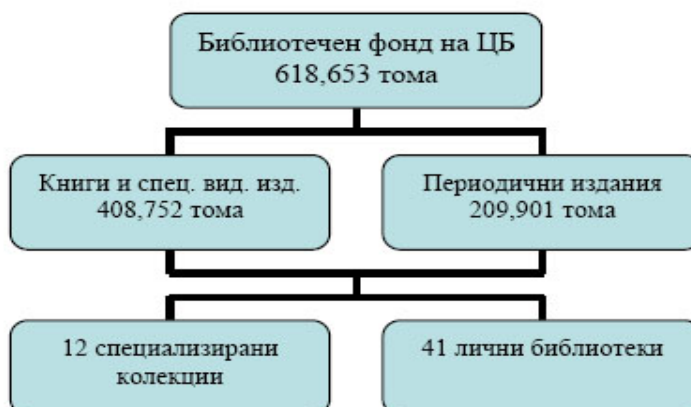 Библиотечен фонд на ЦБ
618,653 тома
Книги и спец. вид. изд.
408,752 тома
Периодични издания
209,901 тома
12 специализирани
колекции
41 лични библиотеки